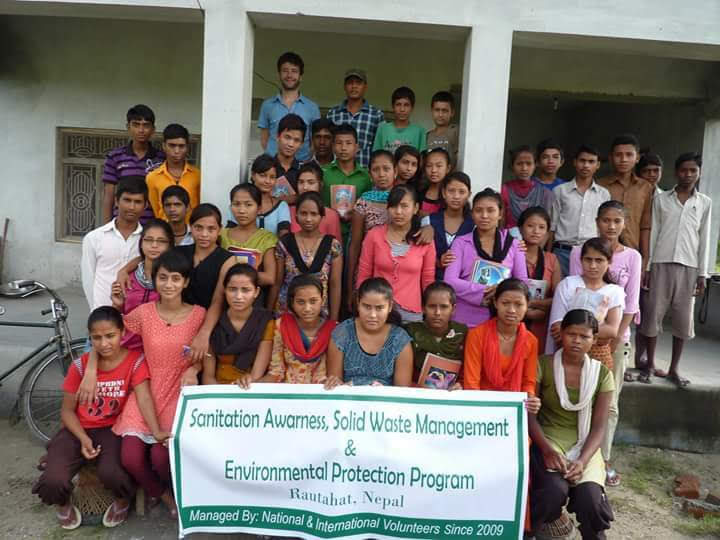 Sanitation Awarness, Solid Waste Management
&
Environmental Protection Program
Rautahat, Nepal
Managed By: National & International Volunteers Since 2009